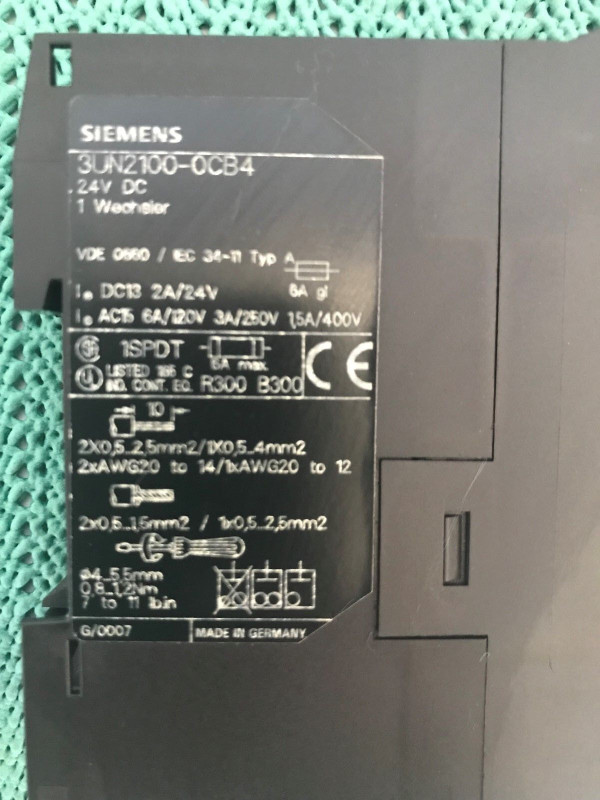 SIEMENS
3UN2100-0CB4
24V DC
1 Wechsler
VDE 0660 / IEC 34-11 Typ A
6A gl
Ie DC13 2A/24V
Ie AC15 6A/120V 3A/250V 1,5A/400V
1SPDT
CE
LISTED C
IND. CONT. EQ. R300 B300
10
2X0,5...2,5mm2/1X0,5...4mm2
2xAWG20 to 14/1xAWG20 to 12
2x0,5...1,5mm2 / 1x0,5...2,5mm2
ø4...5,5mm
0,8...1,2Nm
7 to 11 lb.in
G/0007
MADE IN GERMANY